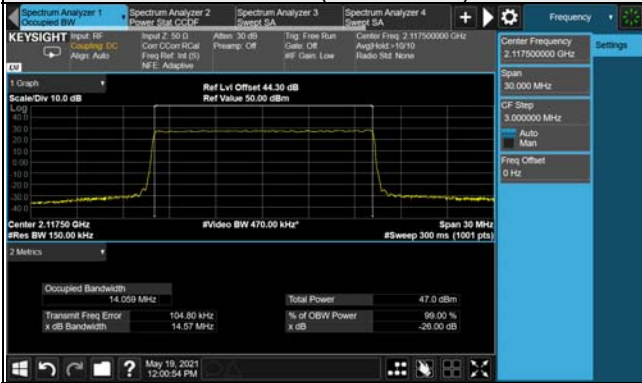 Spectrum Analyzer 1
Occupied BW
Spectrum Analyzer 2
Power Stat CCDF
Spectrum Analyzer 3
Swept SA
Spectrum Analyzer 4
Swept SA
Frequency
KEYSIGHT
Input: RF
Coupling: DC
Align: Auto
Input Z: 50 Ω
Corr CCorr RCal
Freq Ref: Int (S)
NFE: Adaptive
Atten: 30 dB
Preamp: Off
Trig: Free Run
Gate: Off
#IF Gain: Low
Center Freq: 2.117500000 GHz
Avg|Hold:>10/10
Radio Std: None
LXI
Center Frequency
2.117500000 GHz
Settings
Span
30.000 MHz
CF Step
3.000000 MHz
Auto
Man
Freq Offset
0 Hz
1 Graph
Scale/Div 10.0 dB
Ref Lvl Offset 44.30 dB
Ref Value 50.00 dBm
Log
40.0
30.0
20.0
10.0
0.00
-10.0
-20.0
-30.0
-40.0
Center 2.11750 GHz
#Res BW 150.00 kHz
#Video BW 470.00 kHz*
Span 30 MHz
#Sweep 300 ms (1001 pts)
2 Metrics
Occupied Bandwidth
14.059 MHz
Total Power 47.0 dBm
Transmit Freq Error 104.80 kHz
% of OBW Power 99.00 %
x dB Bandwidth 14.57 MHz
x dB -26.00 dB
May 19, 2021
12:00:54 PM